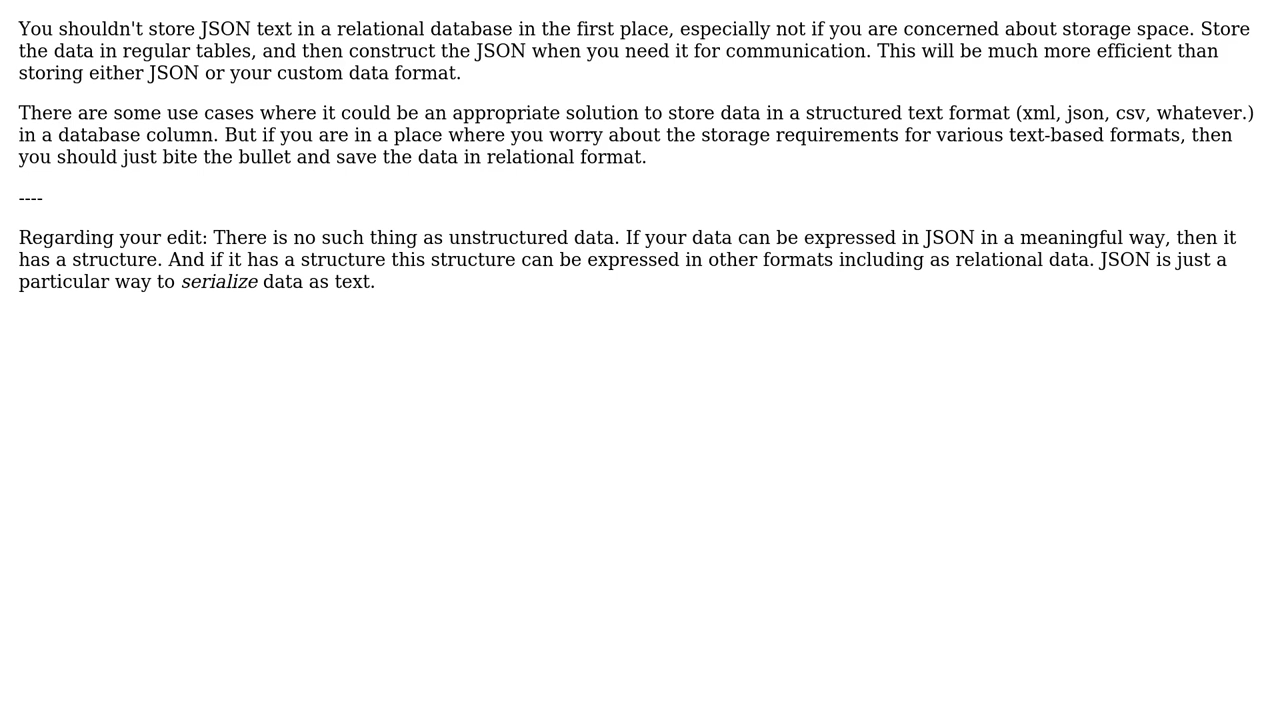 You shouldn't store JSON text in a relational database in the first place, especially not if you are concerned about storage space. Store
the data in regular tables, and then construct the JSON when you need it for communication. This will be much more efficient than
storing either JSON or your custom data format.
There are some use cases where it could be an appropriate solution to store data in a structured text format (xml, json, csv, whatever.)
in a database column. But if you are in a place where you worry about the storage requirements for various text-based formats, then
you should just bite the bullet and save the data in relational format.
----
Regarding your edit: There is no such thing as unstructured data. If your data can be expressed in JSON in a meaningful way, then it
has a structure. And if it has a structure this structure can be expressed in other formats including as relational data. JSON is just a
particular way to serialize data as text.